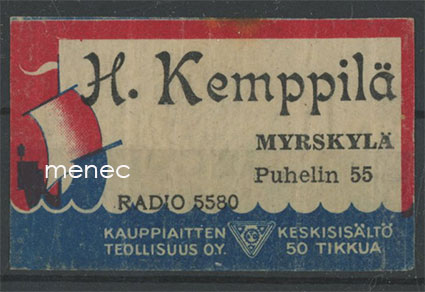 H. Kemppilä
MYRSKYLÄ
menec
Puhelin 55
RADIO 5580
KAUPPIAITTEN KESKISISÄLTÖ
TEOLLISUUS OY. 50 TIKKUA